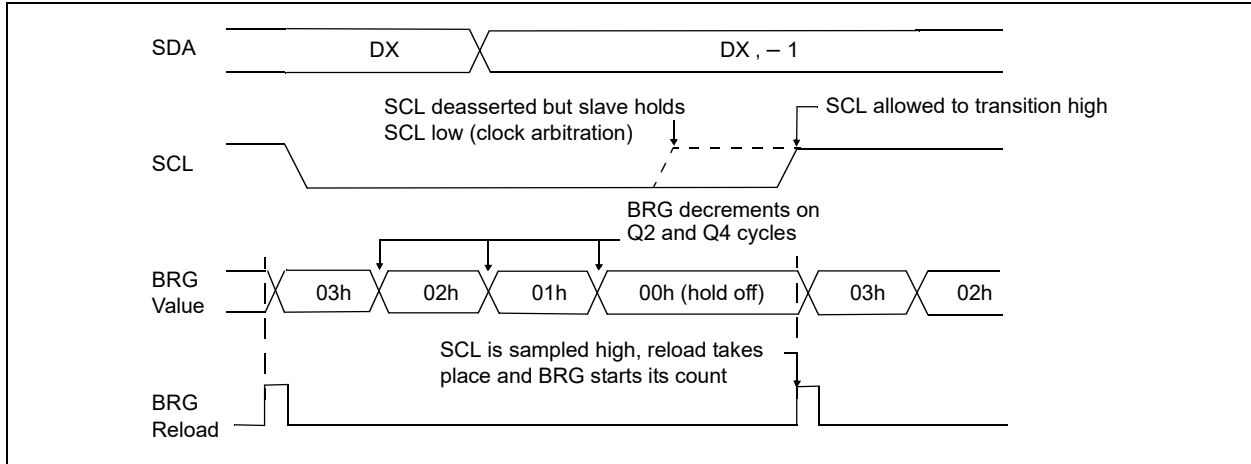 SDA
DX
DX , – 1
SCL deasserted but slave holds
SCL low (clock arbitration)
SCL allowed to transition high
SCL
BRG decrements on
Q2 and Q4 cycles
BRG
Value
03h
02h
01h
00h (hold off)
03h
02h
SCL is sampled high, reload takes
place and BRG starts its count
BRG
Reload